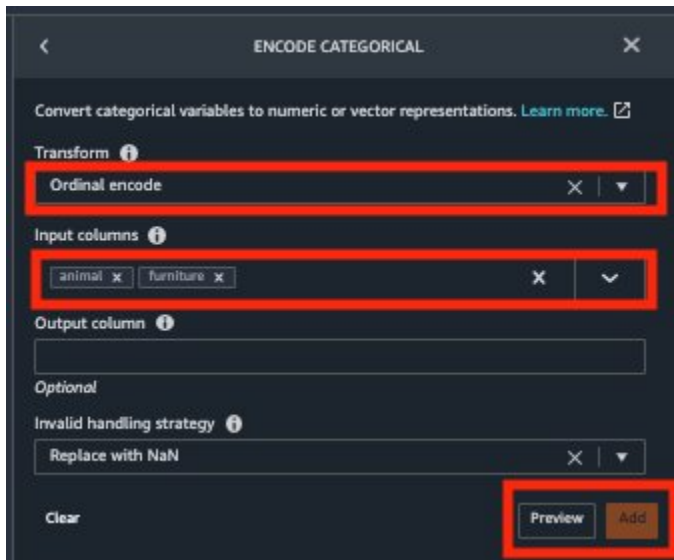 ENCODE CATEGORICAL
Convert categorical variables to numeric or vector representations. Learn more.
Transform
Ordinal encode
Input columns
animal x furniture x
Output column
Optional
Invalid handling strategy
Replace with NaN
Clear Preview Add